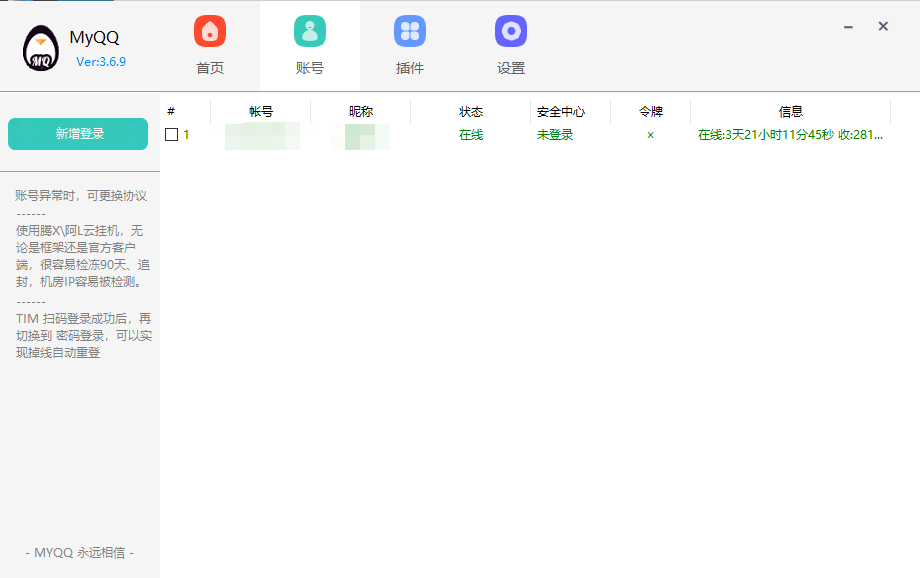 MyQQ
Ver:3.6.9
首页
账号
插件
设置
新增登录
账号异常时，可更换协议
------
使用腾X\阿L云挂机，无
论是框架还是官方客户
端，很容易检冻90天、追
封，机房IP容易被检测。
------
TIM 扫码登录成功后，再
切换到 密码登录，可以实
现掉线自动重登
- MYQQ 永远相信 -
# 帐号 昵称 状态 安全中心 令牌 信息
1 在线 未登录 × 在线:3天21小时11分45秒 收:281...
MQ